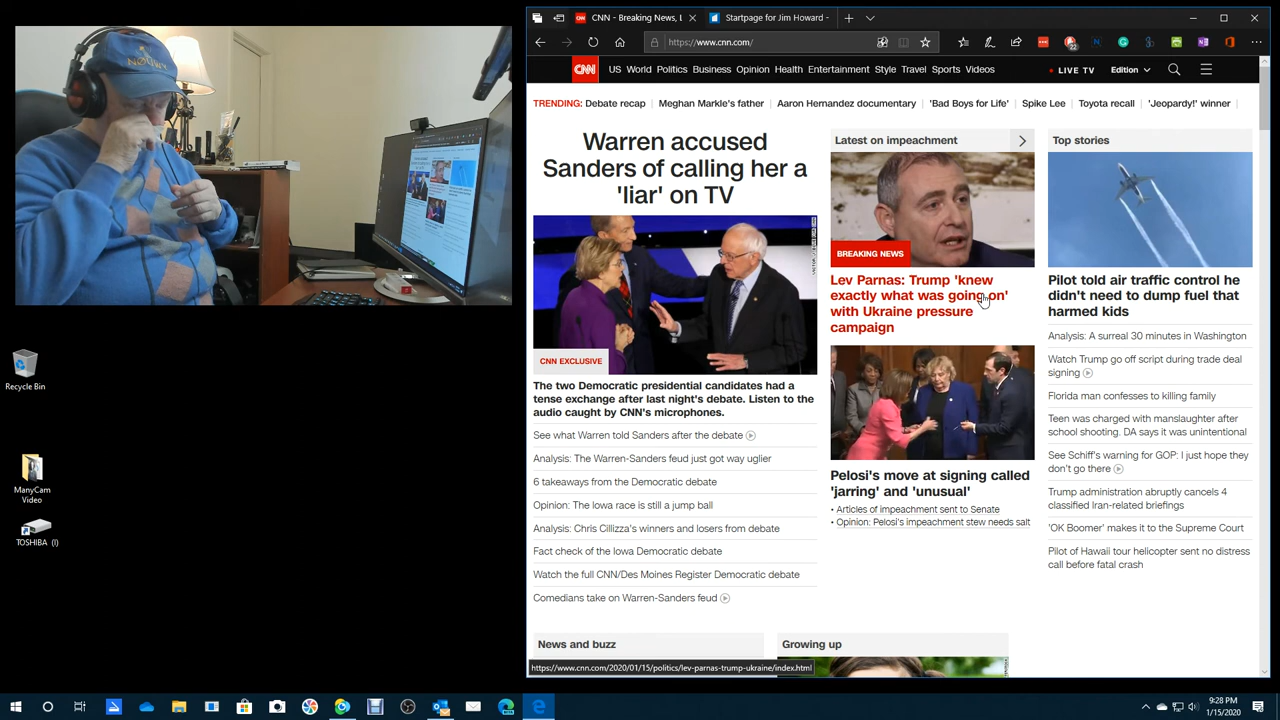 CNN - Breaking News, L
Startpage for Jim Howard -
https://www.cnn.com/
CNN
US World Politics Business Opinion Health Entertainment Style Travel Sports Videos
LIVE TV
Edition
TRENDING: Debate recap
Meghan Markle's father
Aaron Hernandez documentary
'Bad Boys for Life'
Spike Lee
Toyota recall
'Jeopardy!' winner
Warren accused
Sanders of calling her a
'liar' on TV
CNN EXCLUSIVE
The two Democratic presidential candidates had a
tense exchange after last night's debate. Listen to the
audio caught by CNN's microphones.
See what Warren told Sanders after the debate
Analysis: The Warren-Sanders feud just got way uglier
6 takeaways from the Democratic debate
Opinion: The Iowa race is still a jump ball
Analysis: Chris Cillizza's winners and losers from debate
Fact check of the Iowa Democratic debate
Watch the full CNN/Des Moines Register Democratic debate
Comedians take on Warren-Sanders feud
Latest on impeachment
BREAKING NEWS
Lev Parnas: Trump 'knew
exactly what was going on'
with Ukraine pressure
campaign
Pelosi's move at signing called
'jarring' and 'unusual'
• Articles of impeachment sent to Senate
• Opinion: Pelosi's impeachment stew needs salt
Top stories
Pilot told air traffic control he
didn't need to dump fuel that
harmed kids
Analysis: A surreal 30 minutes in Washington
Watch Trump go off script during trade deal
signing
Florida man confesses to killing family
Teen was charged with manslaughter after
school shooting. DA says it was unintentional
See Schiff's warning for GOP: I just hope they
don't go there
Trump administration abruptly cancels 4
classified Iran-related briefings
'OK Boomer' makes it to the Supreme Court
Pilot of Hawaii tour helicopter sent no distress
call before fatal crash
News and buzz
Growing up
https://www.cnn.com/2020/01/15/politics/lev-parnas-trump-ukraine/index.html
Recycle Bin
ManyCam
Video
TOSHIBA (I)
9:28 PM
1/15/2020